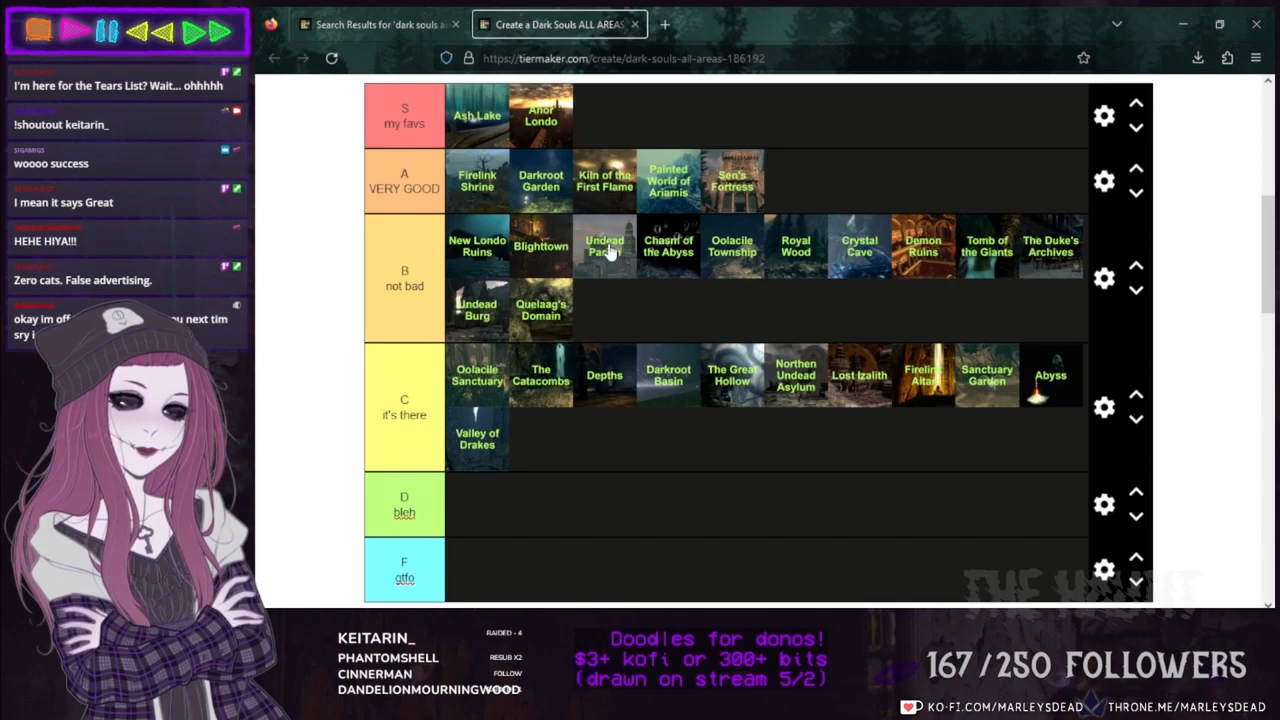 Search Results for 'dark souls a
Create a Dark Souls ALL AREAS
https://tiermaker.com/create/dark-souls-all-areas-186192
I'm here for the Tears List? Wait... ohhhhh
!shoutout keitarin_
SIGAMIGS
woooo success
I mean it says Great
HEHE HIYA!!!
Zero cats. False advertising.
okay im off
u next tim
sry i
S
my favs
Ash Lake
Anor
Londo
A
VERY GOOD
Firelink
Shrine
Darkroot
Garden
Kiln of the
First Flame
Painted
World of
Ariamis
Sen's
Fortress
B
not bad
New Londo
Ruins
Blighttown
Undead
Chasm of
the Abyss
Oolacile
Township
Royal
Wood
Crystal
Cave
Demon
Ruins
Tomb of
the Giants
The Duke's
Archives
Undead
Burg
Quelaag's
Domain
C
it's there
Oolacile
Sanctuary
The
Catacombs
Depths
Darkroot
Basin
The Great
Hollow
Northen
Undead
Asylum
Lost Izalith
Firelink
Altar
Sanctuary
Garden
Abyss
Valley of
Drakes
D
bleh
F
gtfo
THE HAUNT
KEITARIN_
RAIDED - 4
PHANTOMSHELL
RESUB X2
CINNERMAN
FOLLOW
DANDELIONMOURNINGWOOD
Doodles for donos!
$3+ kofi or 300+ bits
(drawn on stream 5/2)
167/250 FOLLOWERS
KO-FI.COM/MARLEYSDEAD
THRONE.ME/MARLEYSDEAD